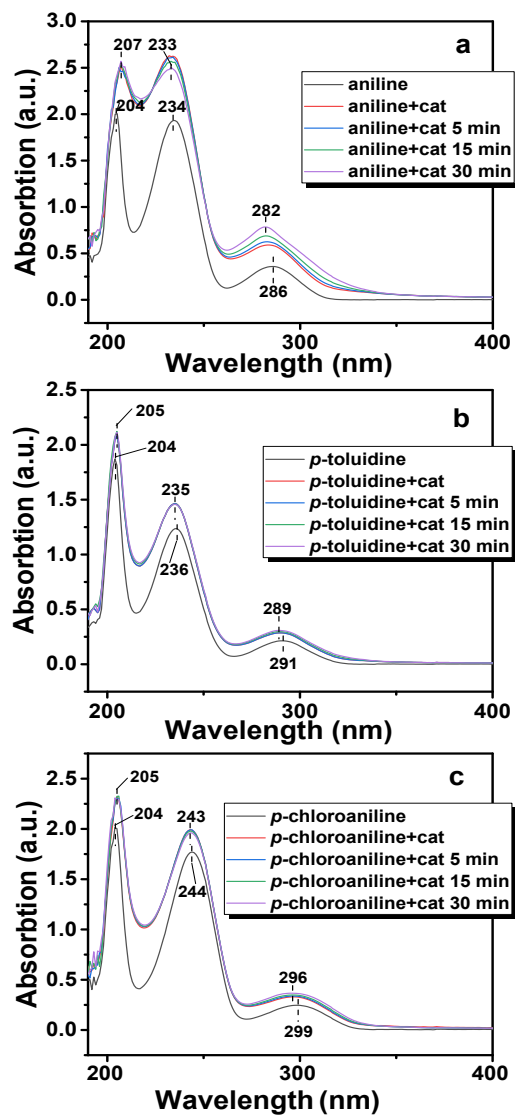 a
207
233
204
234
282
286
aniline
aniline+cat
aniline+cat 5 min
aniline+cat 15 min
aniline+cat 30 min
3.0
2.5
2.0
1.5
1.0
0.5
0.0
Absorbtion (a.u.)
200 300 400
Wavelength (nm)
b
205
204
235
236
289
291
p-toluidine
p-toluidine+cat
p-toluidine+cat 5 min
p-toluidine+cat 15 min
p-toluidine+cat 30 min
2.5
2.0
1.5
1.0
0.5
0.0
Absorbtion (a.u.)
200 300 400
Wavelength (nm)
c
205
204
243
244
296
299
p-chloroaniline
p-chloroaniline+cat
p-chloroaniline+cat 5 min
p-chloroaniline+cat 15 min
p-chloroaniline+cat 30 min
2.5
2.0
1.5
1.0
0.5
0.0
Absorbtion (a.u.)
200 300 400
Wavelength (nm)